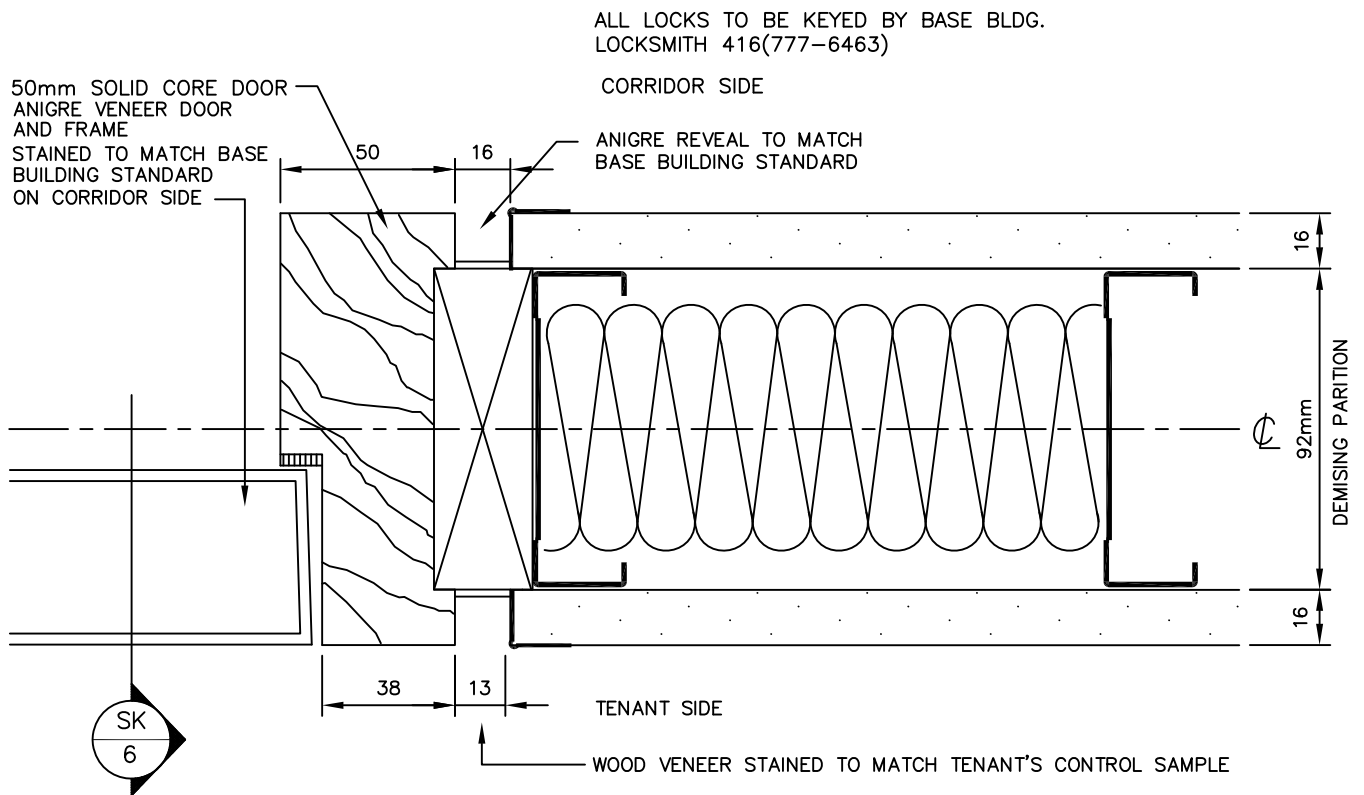 ALL LOCKS TO BE KEYED BY BASE BLDG.
LOCKSMITH 416(777-6463)
CORRIDOR SIDE
50mm SOLID CORE DOOR
ANIGRE VENEER DOOR
AND FRAME
STAINED TO MATCH BASE
BUILDING STANDARD
ON CORRIDOR SIDE
50
16
ANIGRE REVEAL TO MATCH
BASE BUILDING STANDARD
16
92mm
DEMISING PARITION
16
38
13
TENANT SIDE
WOOD VENEER STAINED TO MATCH TENANT'S CONTROL SAMPLE
SK
6